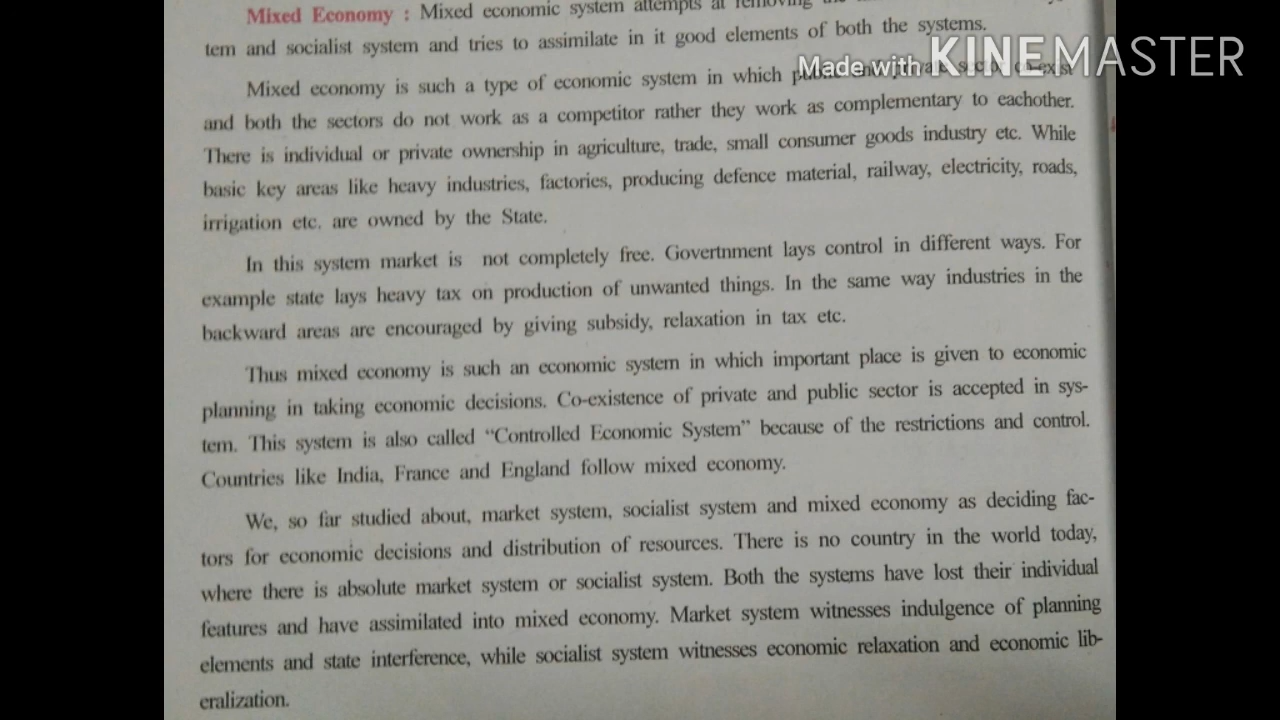 Mixed Economy : Mixed economic system attempts at removing the
tem and socialist system and tries to assimilate in it good elements of both the systems.
Made with KINEMASTER
Mixed economy is such a type of economic system in which public and private sector co-exist
and both the sectors do not work as a competitor rather they work as complementary to eachother.
There is individual or private ownership in agriculture, trade, small consumer goods industry etc. While
basic key areas like heavy industries, factories, producing defence material, railway, electricity, roads,
irrigation etc. are owned by the State.
In this system market is not completely free. Govertnment lays control in different ways. For
example state lays heavy tax on production of unwanted things. In the same way industries in the
backward areas are encouraged by giving subsidy, relaxation in tax etc.
Thus mixed economy is such an economic system in which important place is given to economic
planning in taking economic decisions. Co-existence of private and public sector is accepted in sys-
tem. This system is also called “Controlled Economic System” because of the restrictions and control.
Countries like India, France and England follow mixed economy.
We, so far studied about, market system, socialist system and mixed economy as deciding fac-
tors for economic decisions and distribution of resources. There is no country in the world today,
where there is absolute market system or socialist system. Both the systems have lost their individual
features and have assimilated into mixed economy. Market system witnesses indulgence of planning
elements and state interference, while socialist system witnesses economic relaxation and economic lib-
eralization.